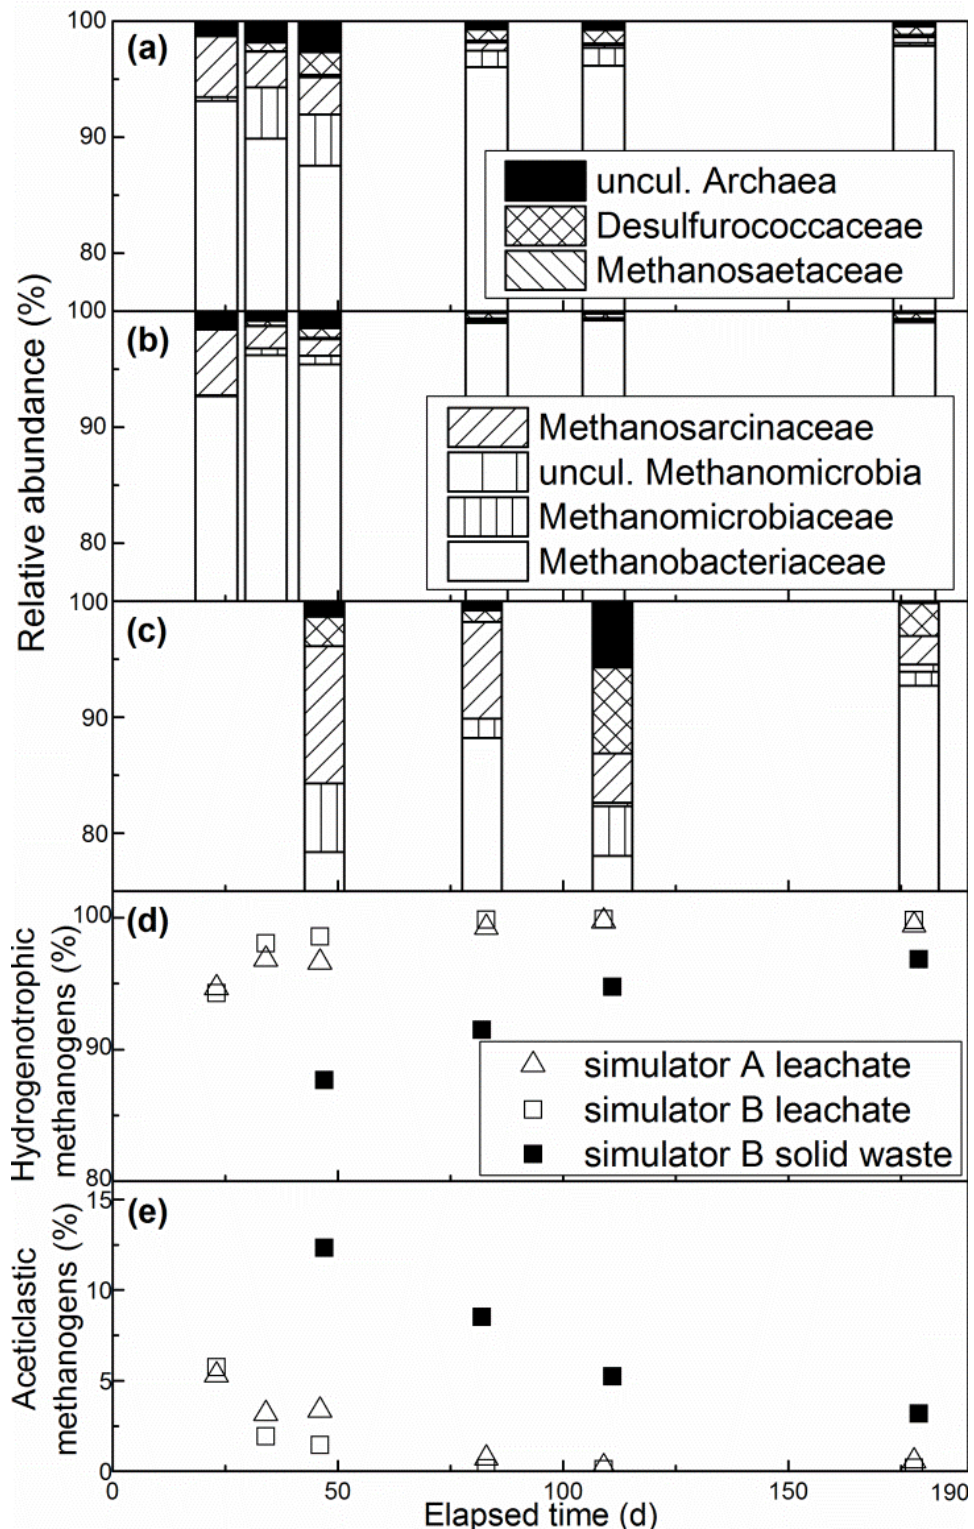 (a)
100
90
80
uncul. Archaea
Desulfurococcaceae
Methanosaetaceae
Relative abundance (%)
(b)
100
90
80
Methanosarcinaceae
uncul. Methanomicrobia
Methanomicrobiaceae
Methanobacteriaceae
(c)
100
90
80
Hydrogenotrophic
methanogens (%)
(d)
100
90
80
simulator A leachate
simulator B leachate
simulator B solid waste
Aceticlastic
methanogens (%)
(e)
15
10
5
0
0 50 100 150 190
Elapsed time (d)